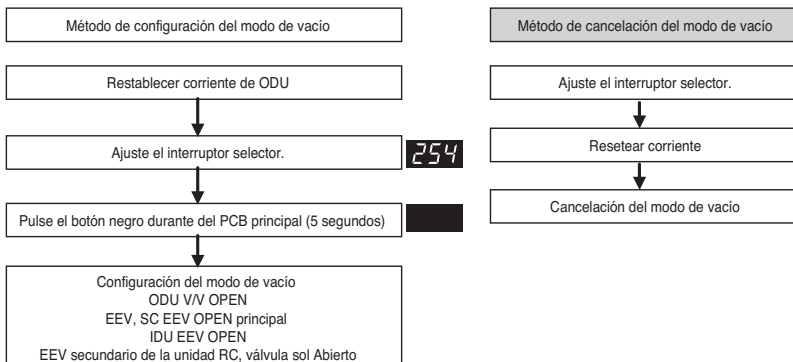 Método de configuración del modo de vacío
Restablecer corriente de ODU
Ajuste el interruptor selector.
254
Pulse el botón negro durante del PCB principal (5 segundos)
Configuración del modo de vacío
ODU V/V OPEN
EEV, SC EEV OPEN principal
IDU EEV OPEN
EEV secundario de la unidad RC, válvula sol Abierto
Método de cancelación del modo de vacío
Ajuste el interruptor selector.
Resetear corriente
Cancelación del modo de vacío